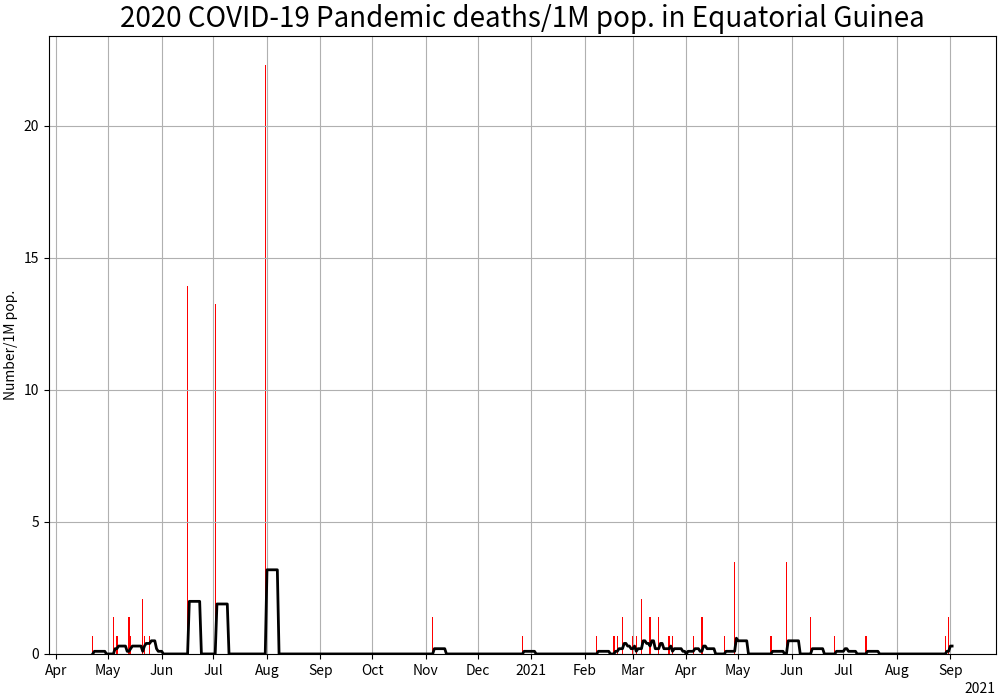 2020 COVID-19 Pandemic deaths/1M pop. in Equatorial Guinea
Number/1M pop.
20
15
10
5
0
Apr May Jun Jul Aug Sep Oct Nov Dec 2021 Feb Mar Apr May Jun Jul Aug Sep
2021